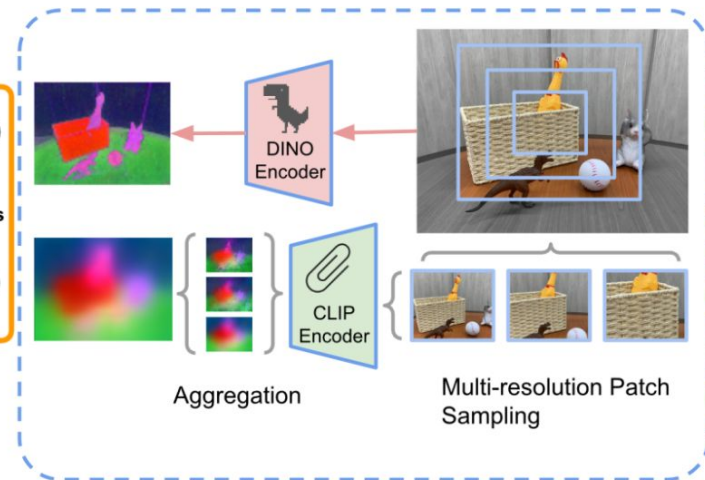 DINO
Encoder
s
CLIP
Encoder
Aggregation
Multi-resolution Patch
Sampling